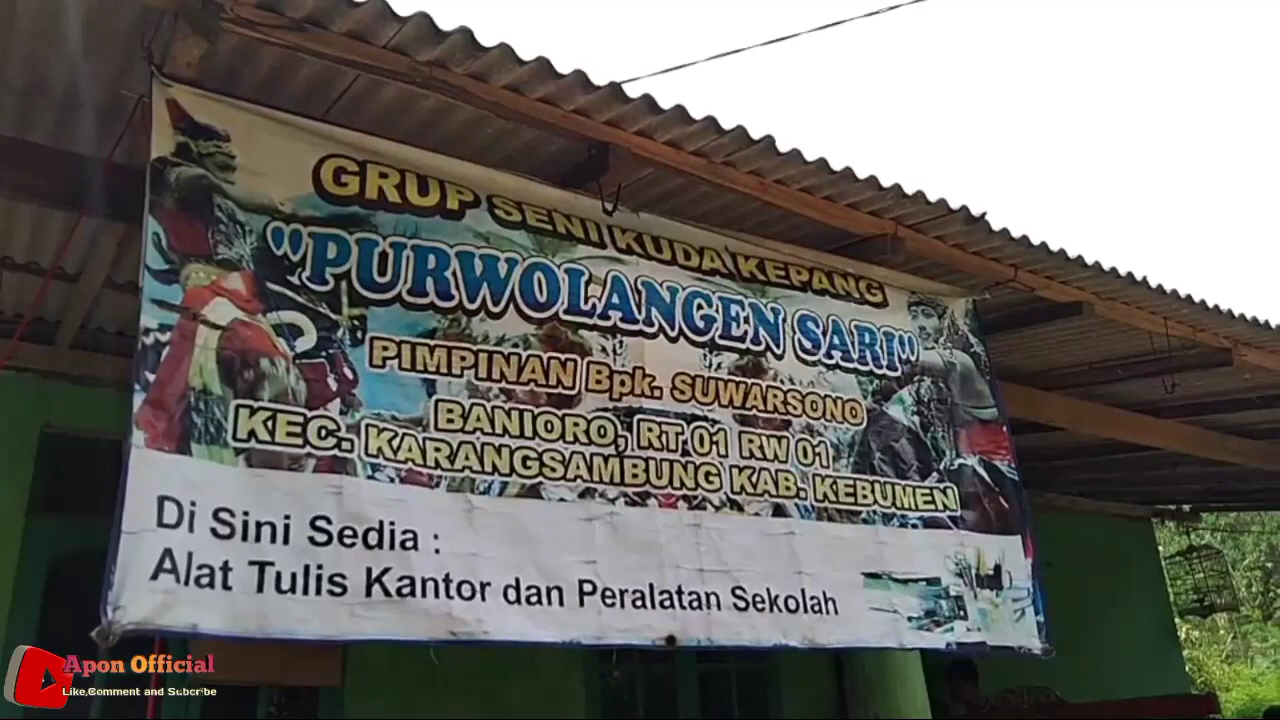 GRUP SENI KUDA KEPANG
"PURWOLANGEN SARI"
PIMPINAN Bpk. SUWARSONO
BANIORO, RT 01 RW 01
KEC. KARANGSAMBUNG KAB. KEBUMEN
Di Sini Sedia :
Alat Tulis Kantor dan Peralatan Sekolah
Apon Official
Like,Comment and Subcribe